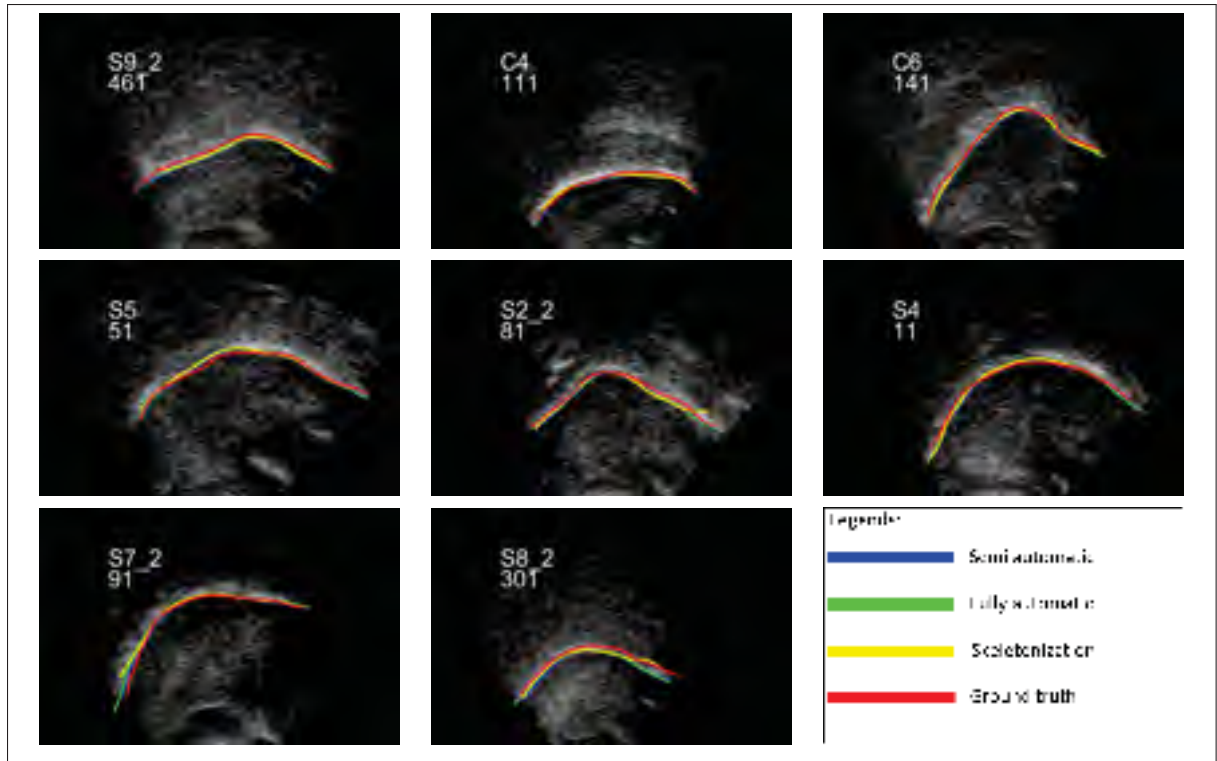 S9_2
461
C4
111
C6
141
S5
51
S2_2
81
S4
11
S7_2
91
S8_2
301
Legends:
Semi automatic
Fully automatic
Skeletonization
Ground truth